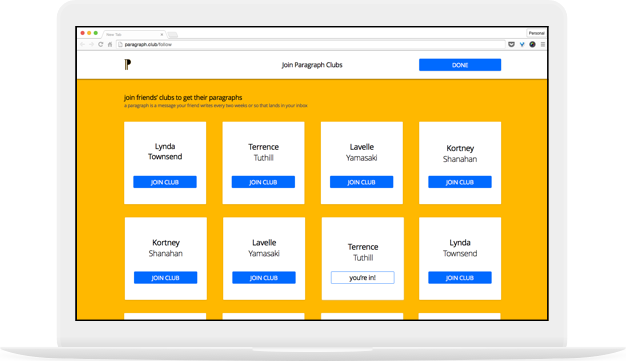 New Tab
Personal
paragraph.club/follow
P
Join Paragraph Clubs
DONE
join friends' clubs to get their paragraphs
a paragraph is a message your friend writes every two weeks or so that lands in your inbox
Lynda
Townsend
JOIN CLUB
Terrence
Tuthill
JOIN CLUB
Lavelle
Yamasaki
JOIN CLUB
Kortney
Shanahan
JOIN CLUB
Kortney
Shanahan
JOIN CLUB
Lavelle
Yamasaki
JOIN CLUB
Terrence
Tuthill
you're in!
Lynda
Townsend
JOIN CLUB